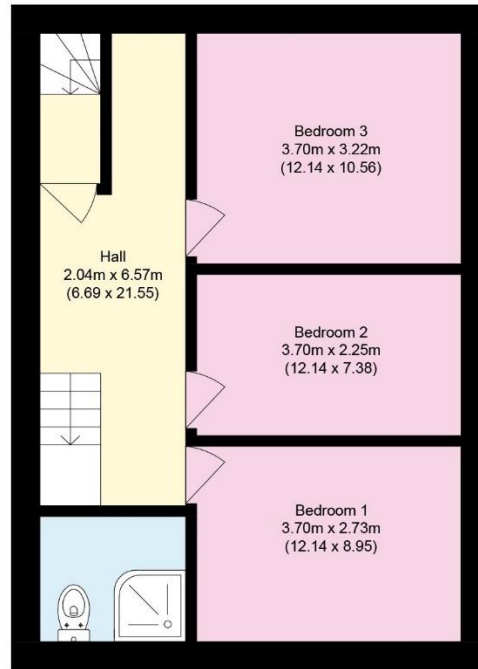 Bedroom 3
3.70m x 3.22m
(12.14 x 10.56)
Hall
2.04m x 6.57m
(6.69 x 21.55)
Bedroom 2
3.70m x 2.25m
(12.14 x 7.38)
Bedroom 1
3.70m x 2.73m
(12.14 x 8.95)